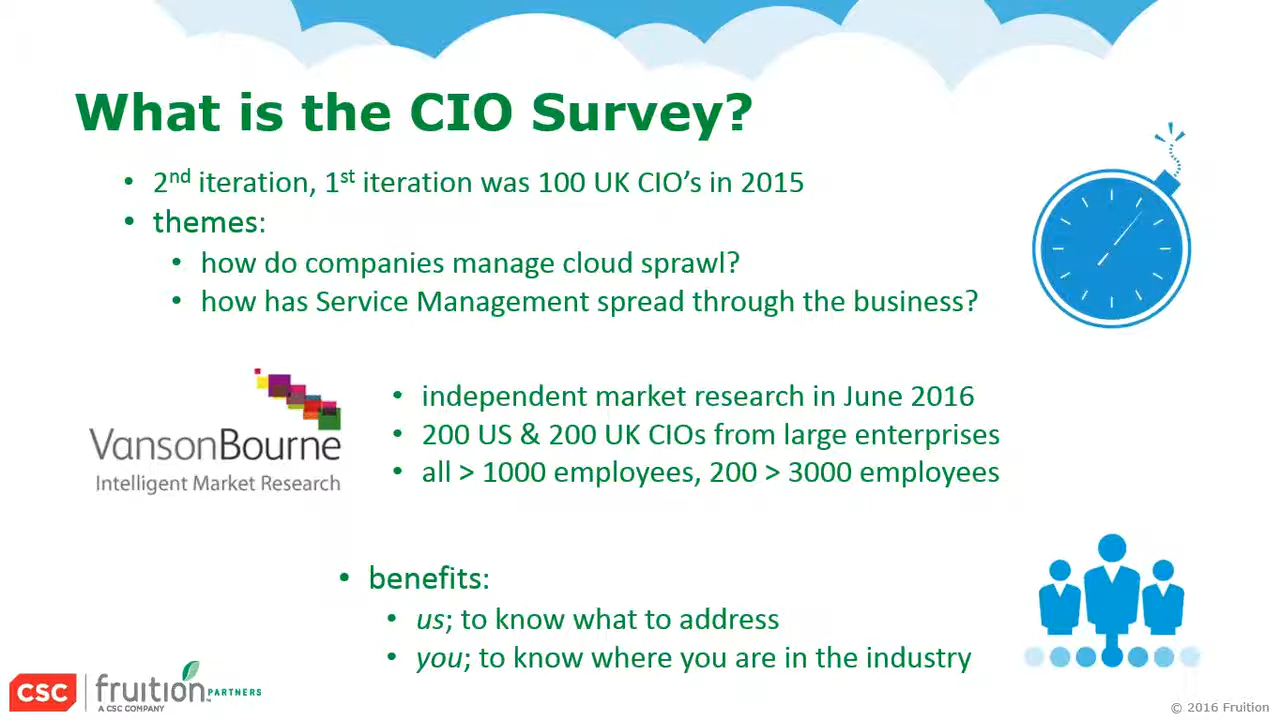 What is the CIO Survey?
• 2nd iteration, 1st iteration was 100 UK CIO’s in 2015
• themes:
• how do companies manage cloud sprawl?
• how has Service Management spread through the business?
VansonBourne
Intelligent Market Research
• independent market research in June 2016
• 200 US & 200 UK CIOs from large enterprises
• all > 1000 employees, 200 > 3000 employees
• benefits:
• us; to know what to address
• you; to know where you are in the industry
CSC
fruition PARTNERS
A CSC COMPANY
© 2016 Fruition